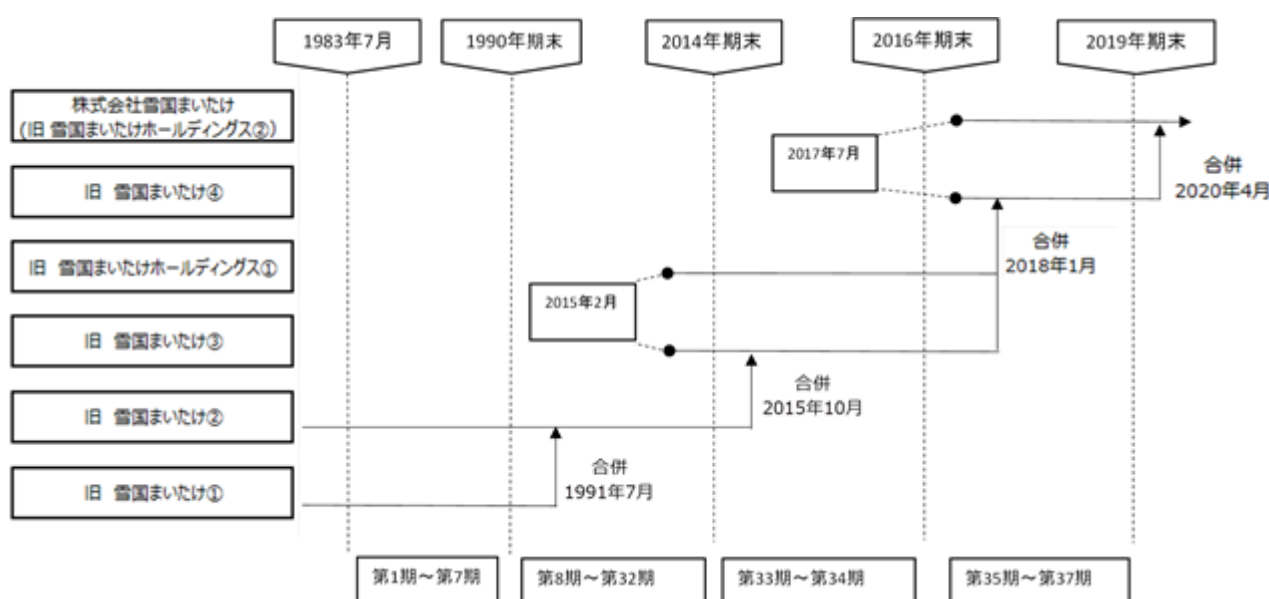 1983年7月
1990年期末
2014年期末
2016年期末
2019年期末
株式会社雪国まいたけ
(旧 雪国まいたけホールディングス②)
2017年7月
合併
2020年4月
旧 雪国まいたけ④
旧 雪国まいたけホールディングス①
合併
2018年1月
2015年2月
旧 雪国まいたけ③
合併
2015年10月
旧 雪国まいたけ②
合併
1991年7月
旧 雪国まいたけ①
第1期～第7期
第8期～第32期
第33期～第34期
第35期～第37期